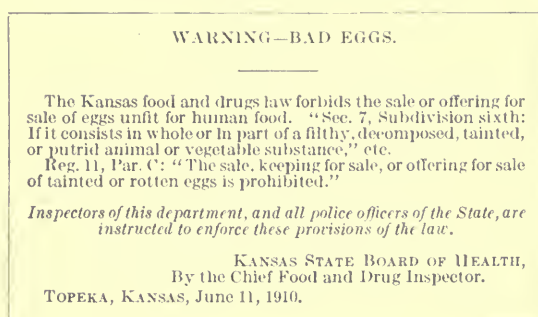 WARNING—BAD EGGS.
The Kansas food and drugs law forbids the sale or offering for
sale of eggs unfit for human food. "Sec. 7, Subdivision sixth:
If it consists in whole or in part of a filthy, decomposed, tainted,
or putrid animal or vegetable substance," etc.
Reg. 11, Par. C: "The sale, keeping for sale, or offering for sale
of tainted or rotten eggs is prohibited."
Inspectors of this department, and all police officers of the State, are
instructed to enforce these provisions of the law.
KANSAS STATE BOARD OF HEALTH,
By the Chief Food and Drug Inspector.
TOPEKA, KANSAS, June 11, 1910.